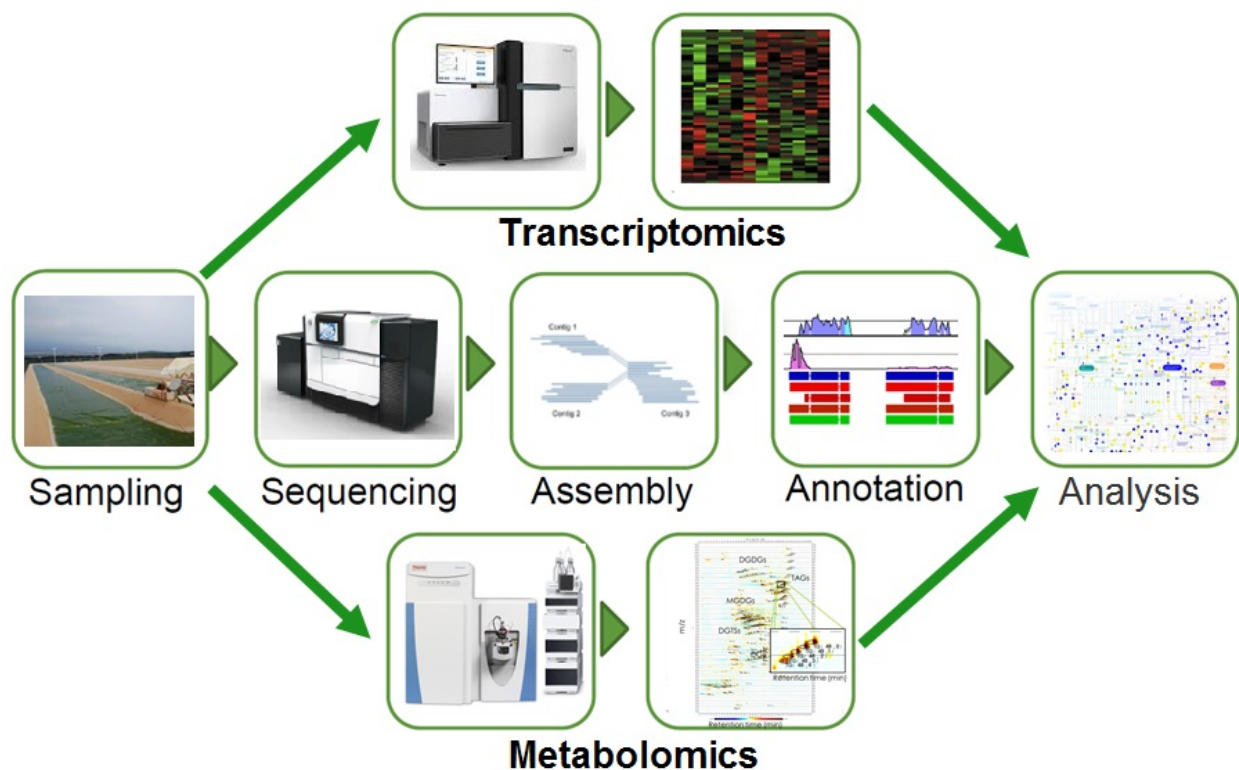 Transcriptomics
Contig 1
Contig 2
Contig 3
Sampling
Sequencing
Assembly
Annotation
Analysis
DGDGs
TAGs
MGDGs
DGTSs
m/z
Retention time (min)
Retention time (min)
Metabolomics